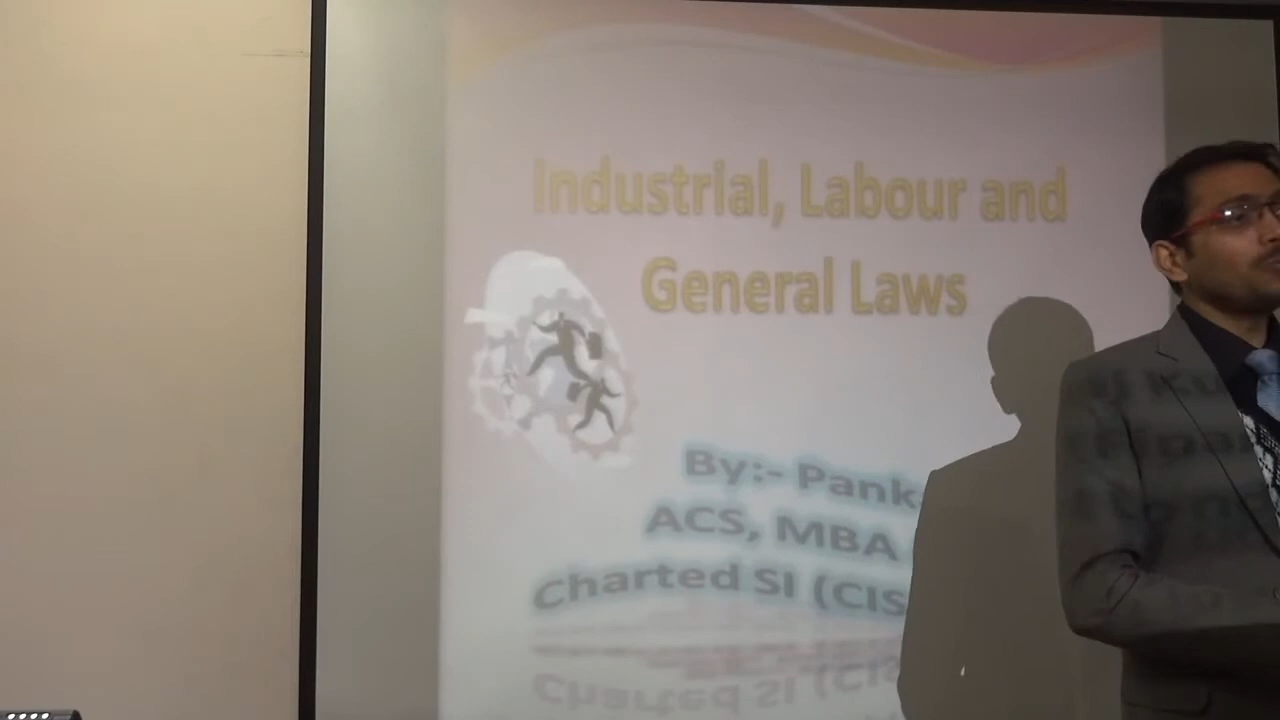 Industrial, Labour and
General Laws
By:- Pank
ACS, MBA
Charted SI (CIS